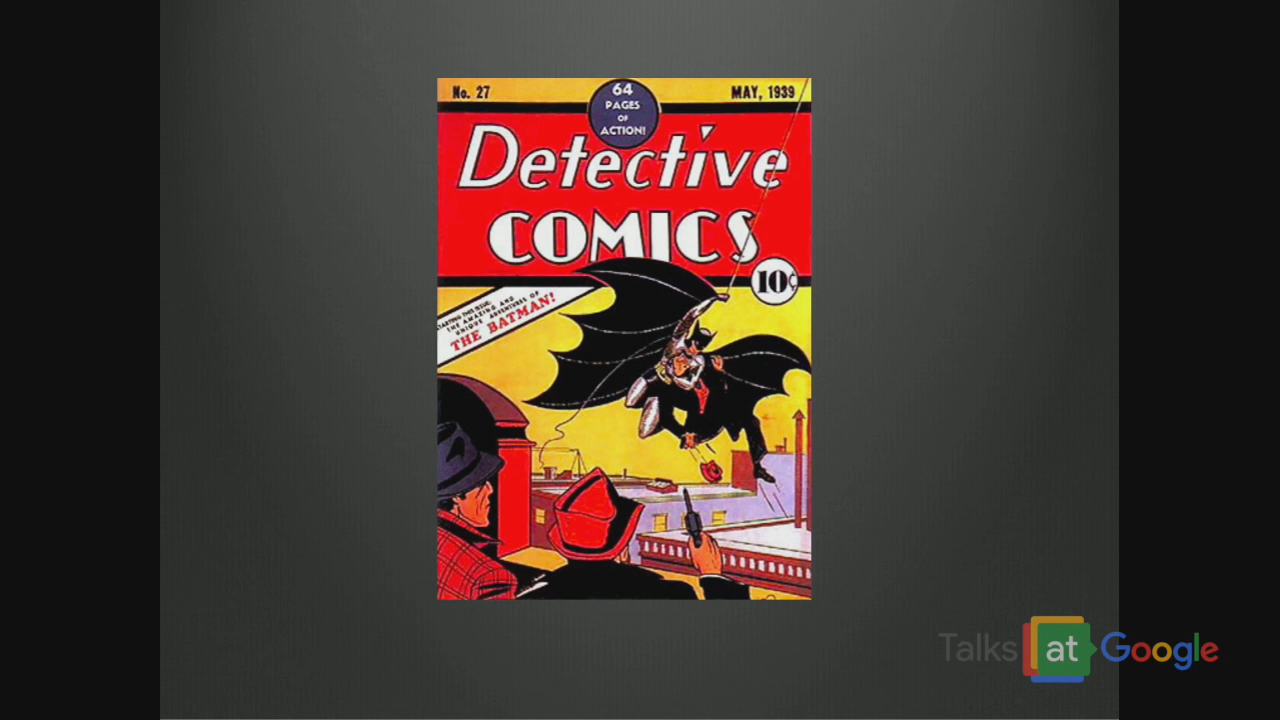 No. 27
64
PAGES
OF
ACTION!
MAY, 1939
Detective
COMICS
10¢
STARTING THIS ISSUE:
THE AMAZING AND
UNIQUE ADVENTURES OF
THE BATMAN!
Talks at Google